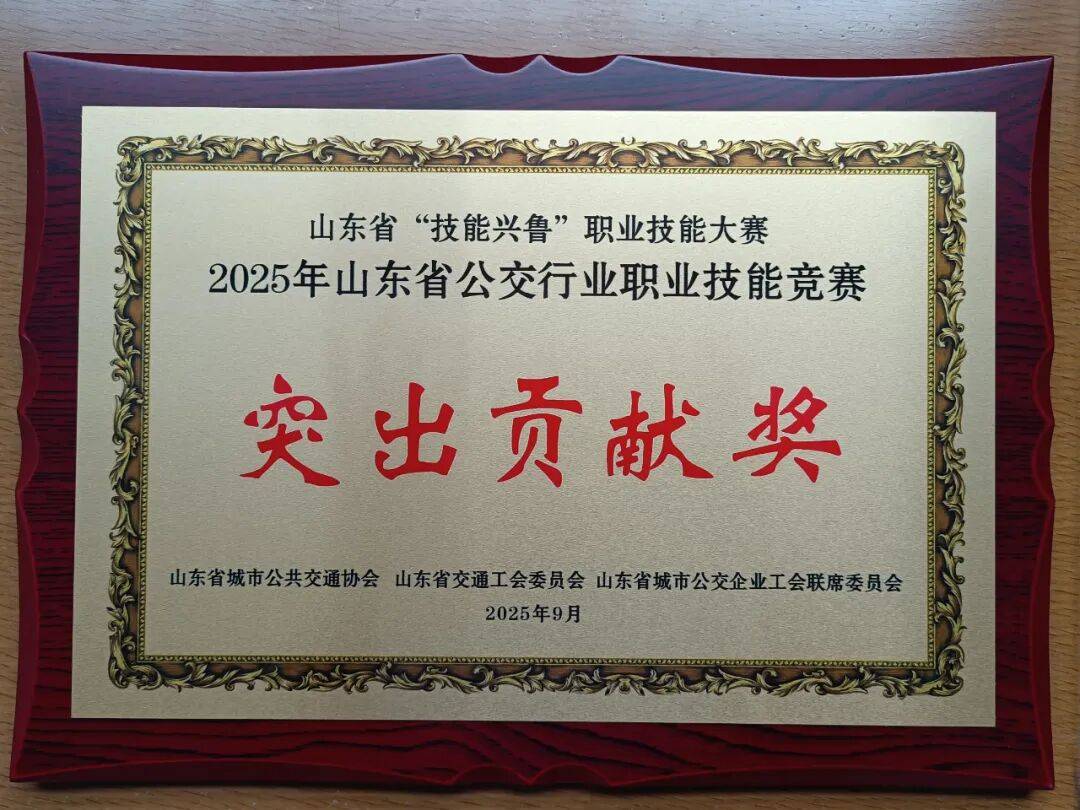 山东省“技能兴鲁”职业技能大赛
2025年山东省公交行业职业技能竞赛
突出贡献奖
山东省城市公共交通协会 山东省交通工会委员会 山东省城市公交企业工会联席委员会
2025年9月